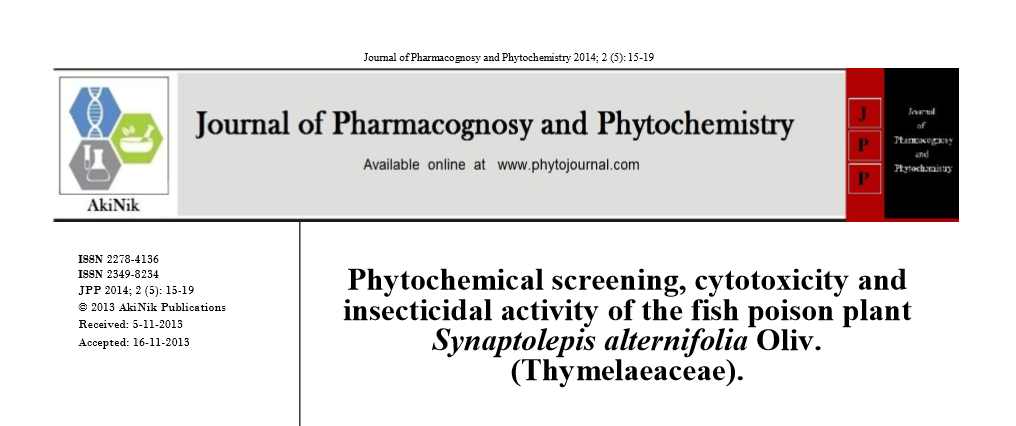 Journal of Pharmacognosy and Phytochemistry 2014; 2 (5): 15-19
AkiNik
Journal of Pharmacognosy and Phytochemistry
Available online at www.phytojournal.com
J
P
P
Journal
of
Pharmacognosy
and
Phytochemistry
ISSN 2278-4136
ISSN 2349-8234
JPP 2014; 2 (5): 15-19
© 2013 AkiNik Publications
Received: 5-11-2013
Accepted: 16-11-2013
Phytochemical screening, cytotoxicity and
insecticidal activity of the fish poison plant
Synaptolepis alternifolia Oliv.
(Thymelaeaceae).